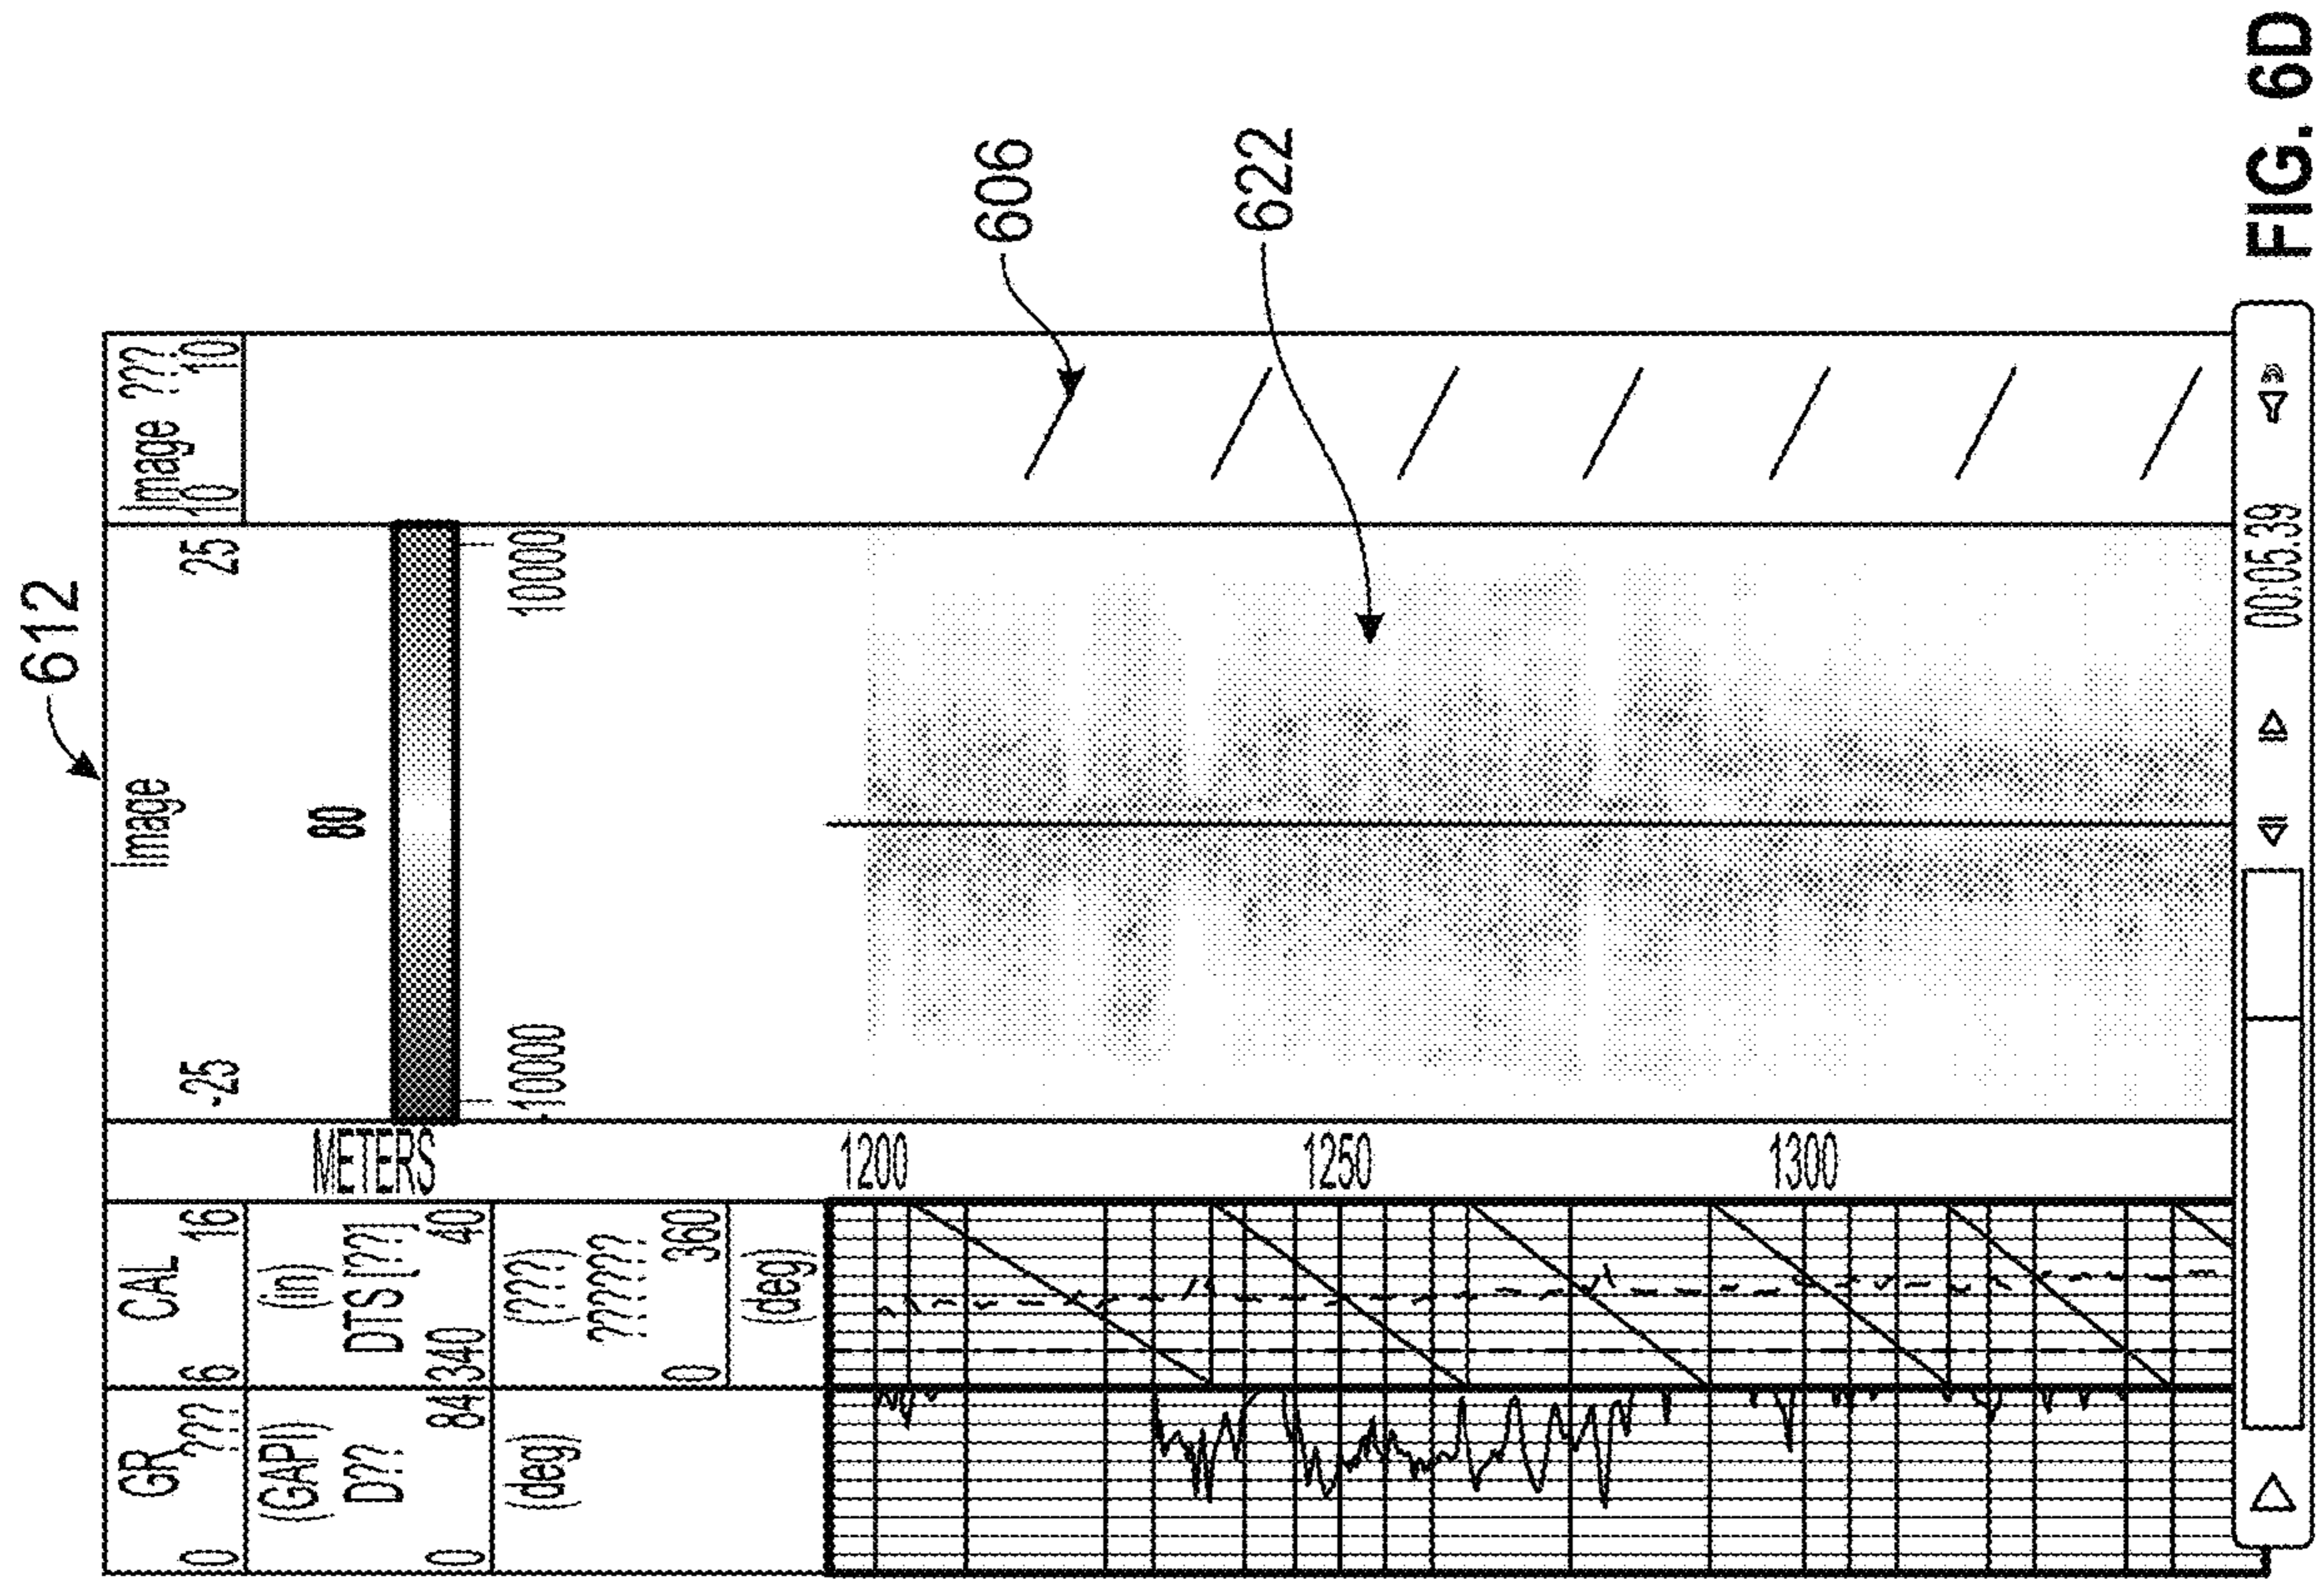 612
GR CAL Image Image ???
0 ??? 6 16 -25 25 10 10
(GAPI) (in)
METERS 80
D?? DTS [??]
0 84 340 40
(deg) (????) -10000 10000
??????
0 360
(deg)
1200
606
622
1250
1300
00:05.39
FIG. 6D